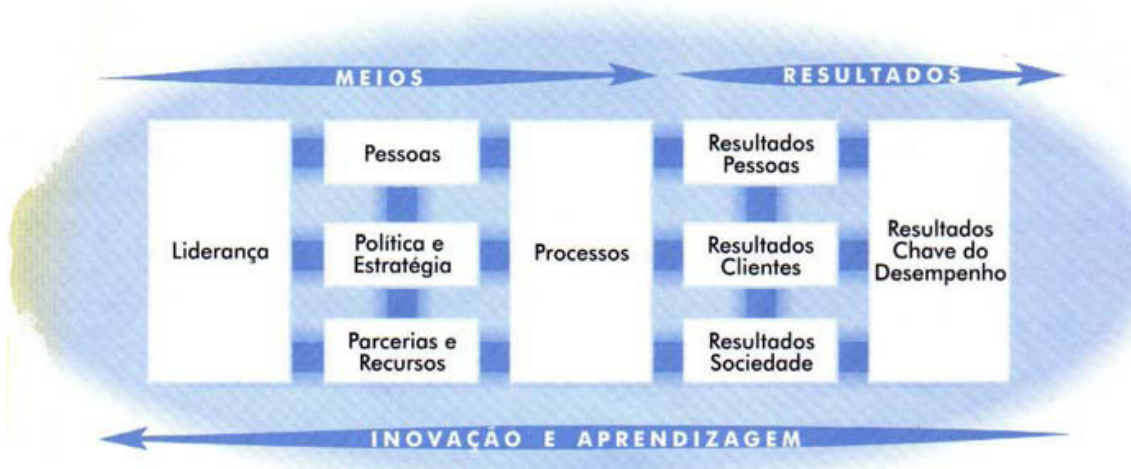 MEIOS
RESULTADOS
Liderança
Pessoas
Política e
Estratégia
Parcerias e
Recursos
Processos
Resultados
Pessoas
Resultados
Clientes
Resultados
Sociedade
Resultados
Chave do
Desempenho
INOVAÇÃO E APRENDIZAGEM